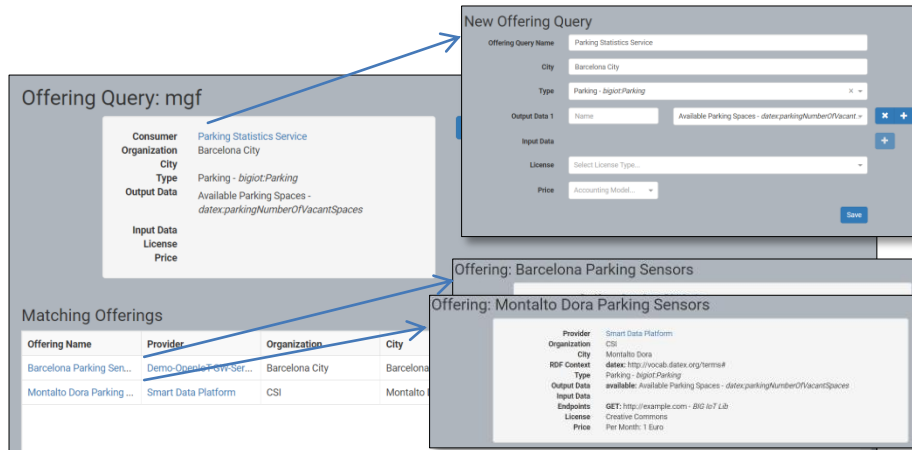 New Offering Query
Offering Query Name Parking Statistics Service
City Barcelona City
Type Parking - bigiot:Parking
Output Data 1 Name Available Parking Spaces - datex:parkingNumberOfVacant
Input Data
License Select License Type...
Price Accounting Model...
Save
Offering Query: mgf
Consumer Parking Statistics Service
Organization Barcelona City
City
Type Parking - bigiot:Parking
Output Data Available Parking Spaces -
datex:parkingNumberOfVacantSpaces
Input Data
License
Price
Matching Offerings
Offering Name Provider Organization City
Barcelona Parking Sen... Demo-OpenIoT-GW-Ser... Barcelona City Barcelona
Montalto Dora Parking ... Smart Data Platform CSI Montalto
Offering: Barcelona Parking Sensors
Offering: Montalto Dora Parking Sensors
Provider Smart Data Platform
Organization CSI
City Montalto Dora
RDF Context datex: http://vocab.datex.org/terms#
Type Parking - bigiot:Parking
Output Data available: Available Parking Spaces - datex:parkingNumberOfVacantSpaces
Input Data
Endpoints GET: http://example.com - BIG IoT Lib
License Creative Commons
Price Per Month: 1 Euro